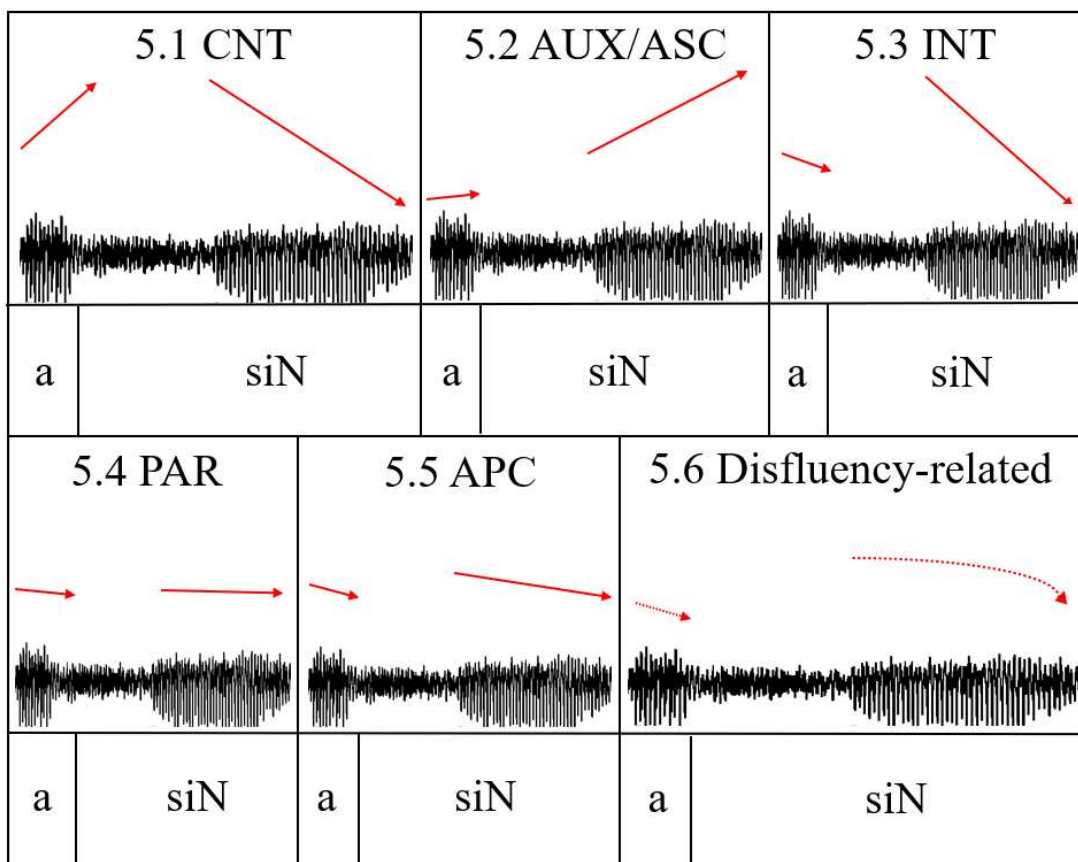 5.1 CNT
5.2 AUX/ASC
5.3 INT
a
siN
a
siN
a
siN
5.4 PAR
5.5 APC
5.6 Disfluency-related
a
siN
a
siN
a
siN